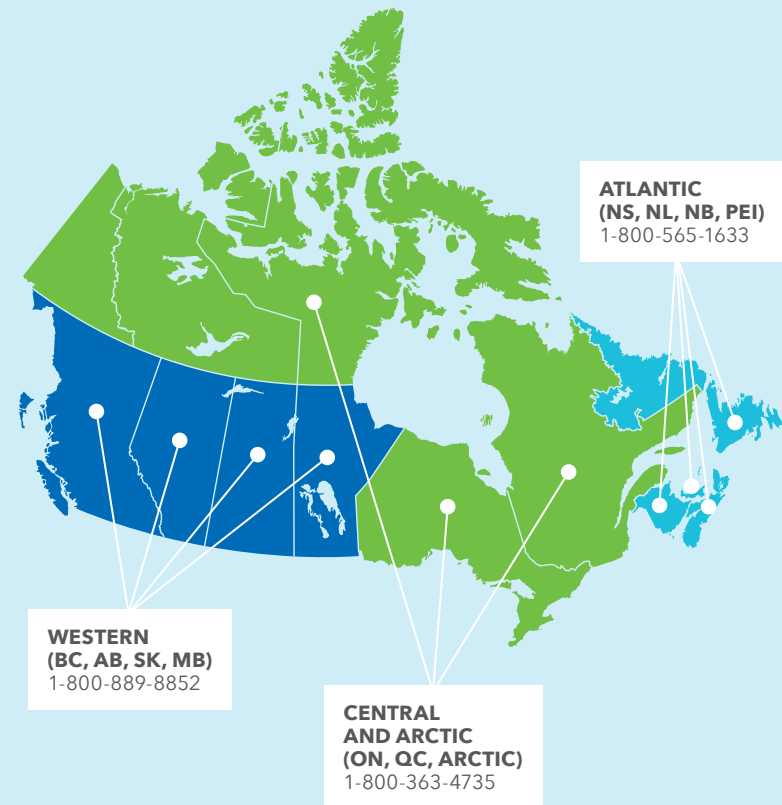 ATLANTIC
(NS, NL, NB, PEI)
1-800-565-1633
WESTERN
(BC, AB, SK, MB)
1-800-889-8852
CENTRAL
AND ARCTIC
(ON, QC, ARCTIC)
1-800-363-4735